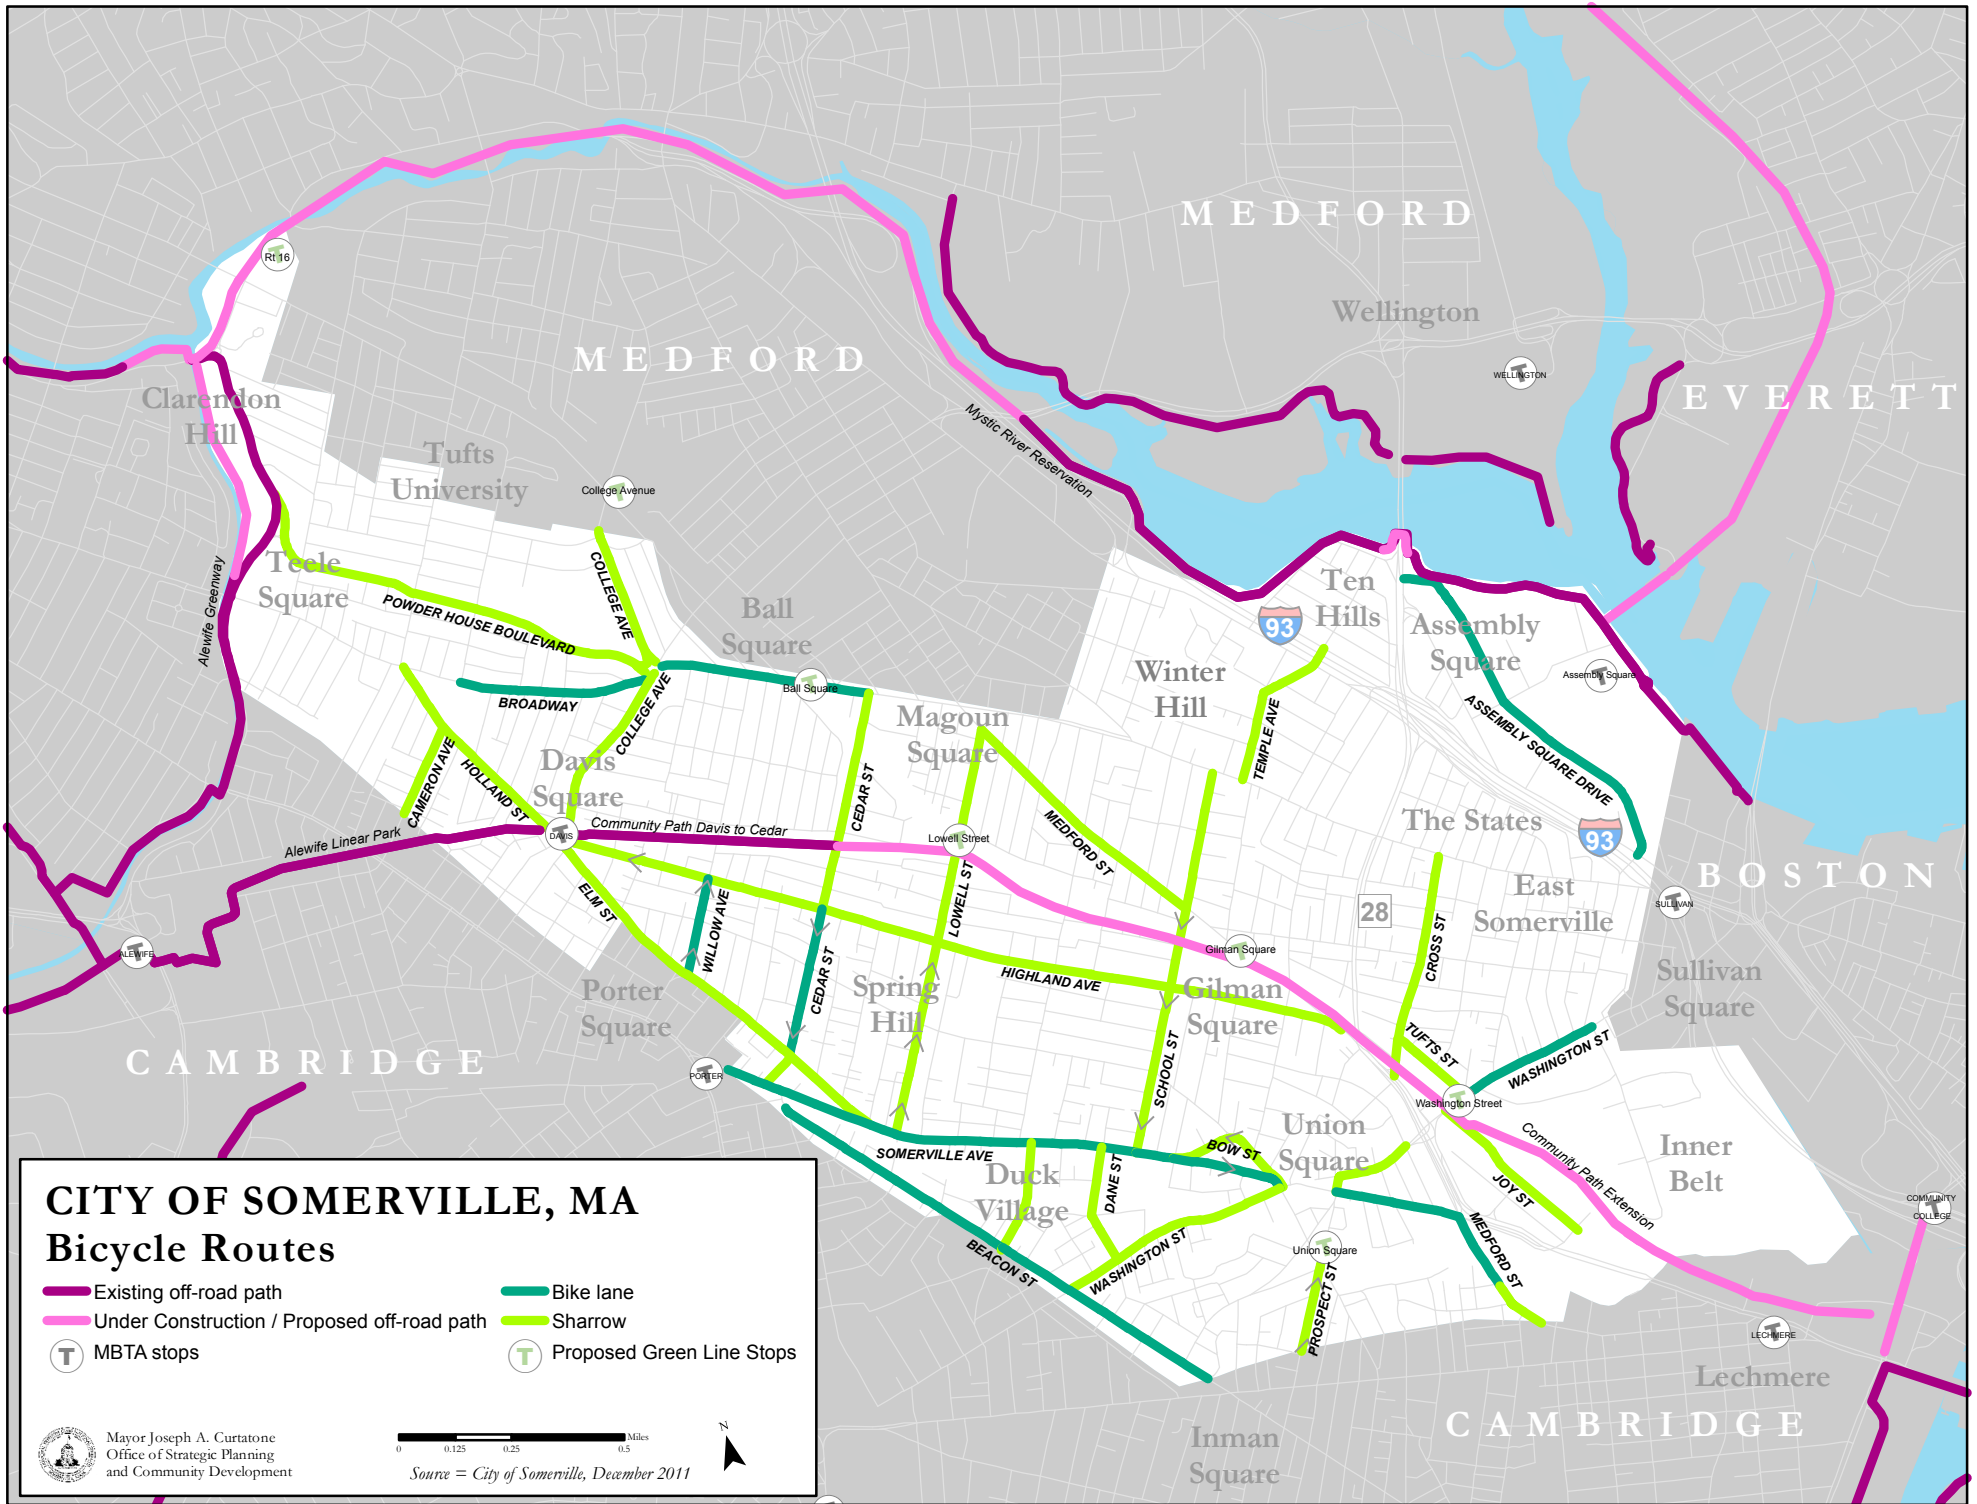 MEDFORD
Rt 16
Wellington
MEDFORD
WELLINGTON
EVERETT
Clarendon
Hill
Mystic River Reservation
Tufts
University
College Avenue
Alewife Greenway
Teele
Square
COLLEGE AVE
POWDER HOUSE BOULEVARD
Ball
Square
Ten
Hills
93
Assembly
Square
Assembly Square
Winter
Hill
Ball Square
BROADWAY
COLLEGE AVE
Magoun
Square
TEMPLE AVE
ASSEMBLY SQUARE DRIVE
Davis
Square
CAMERON AVE
HOLLAND ST
CEDAR ST
MEDFORD ST
The States
93
Alewife Linear Park
DAVIS
Community Path Davis to Cedar
Lowell Street
BOSTON
ELM ST
WILLOW AVE
LOWELL ST
28
East
Somerville
SULLIVAN
CROSS ST
Gilman Square
ALEWIFE
Porter
Square
CEDAR ST
Spring
Hill
HIGHLAND AVE
Gilman
Square
Sullivan
Square
CAMBRIDGE
PORTER
SCHOOL ST
TUFTS ST
WASHINGTON ST
Washington Street
Union
Square
BOW ST
SOMERVILLE AVE
Duck
Village
DANE ST
JOY ST
Community Path Extension
Inner
Belt
COMMUNITY
COLLEGE
BEACON ST
WASHINGTON ST
Union Square
PROSPECT ST
MEDFORD ST
LECHMERE
Lechmere
CAMBRIDGE
Inman
Square
CITY OF SOMERVILLE, MA
Bicycle Routes
Existing off-road path
Bike lane
Under Construction / Proposed off-road path
Sharrow
T MBTA stops
T Proposed Green Line Stops
Mayor Joseph A. Curtatone
Office of Strategic Planning
and Community Development
0 0.125 0.25 0.5 Miles
Source = City of Somerville, December 2011
N